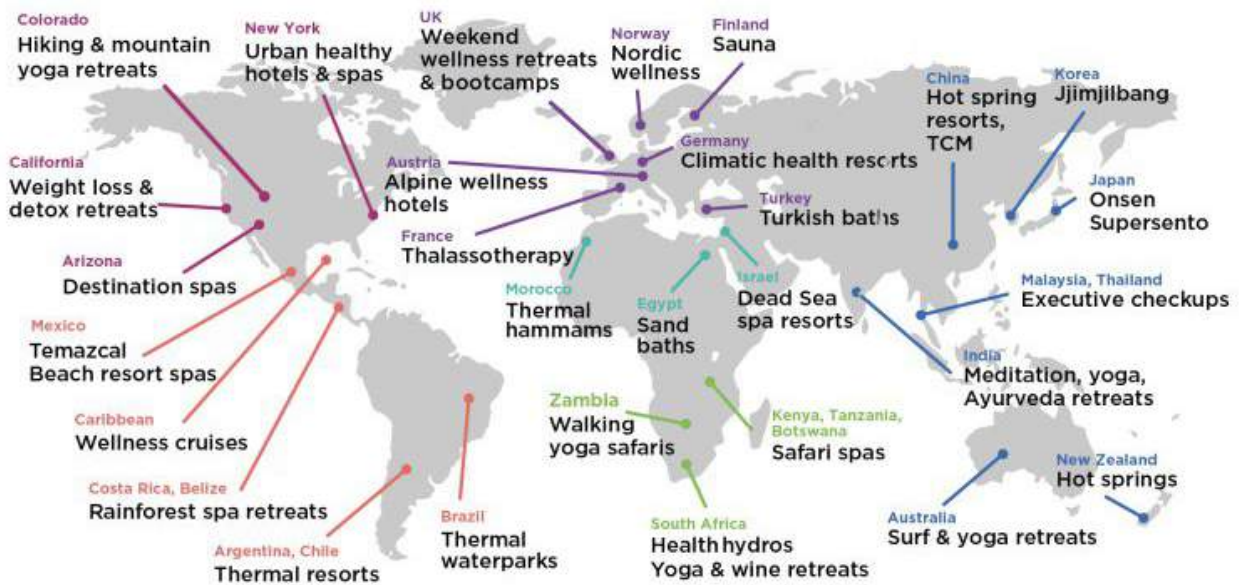 Colorado
Hiking & mountain
yoga retreats
New York
Urban healthy
hotels & spas
UK
Weekend
wellness retreats
& bootcamps
Norway
Nordic
wellness
Finland
Sauna
China
Hot spring
resorts,
TCM
Korea
Jjimjilbang
California
Weight loss &
detox retreats
Austria
Alpine wellness
hotels
Germany
Climatic health resorts
Japan
Onsen
Supersento
Turkey
Turkish baths
France
Thalassotherapy
Arizona
Destination spas
Morocco
Thermal
hammams
Egypt
Sand
baths
Israel
Dead Sea
spa resorts
Malaysia, Thailand
Executive checkups
Mexico
Temazcal
Beach resort spas
India
Meditation, yoga,
Ayurveda retreats
Caribbean
Wellness cruises
Zambia
Walking
yoga safaris
Kenya, Tanzania,
Botswana
Safari spas
New Zealand
Hot springs
Costa Rica, Belize
Rainforest spa retreats
Brazil
Thermal
waterparks
South Africa
Health hydros
Yoga & wine retreats
Australia
Surf & yoga retreats
Argentina, Chile
Thermal resorts